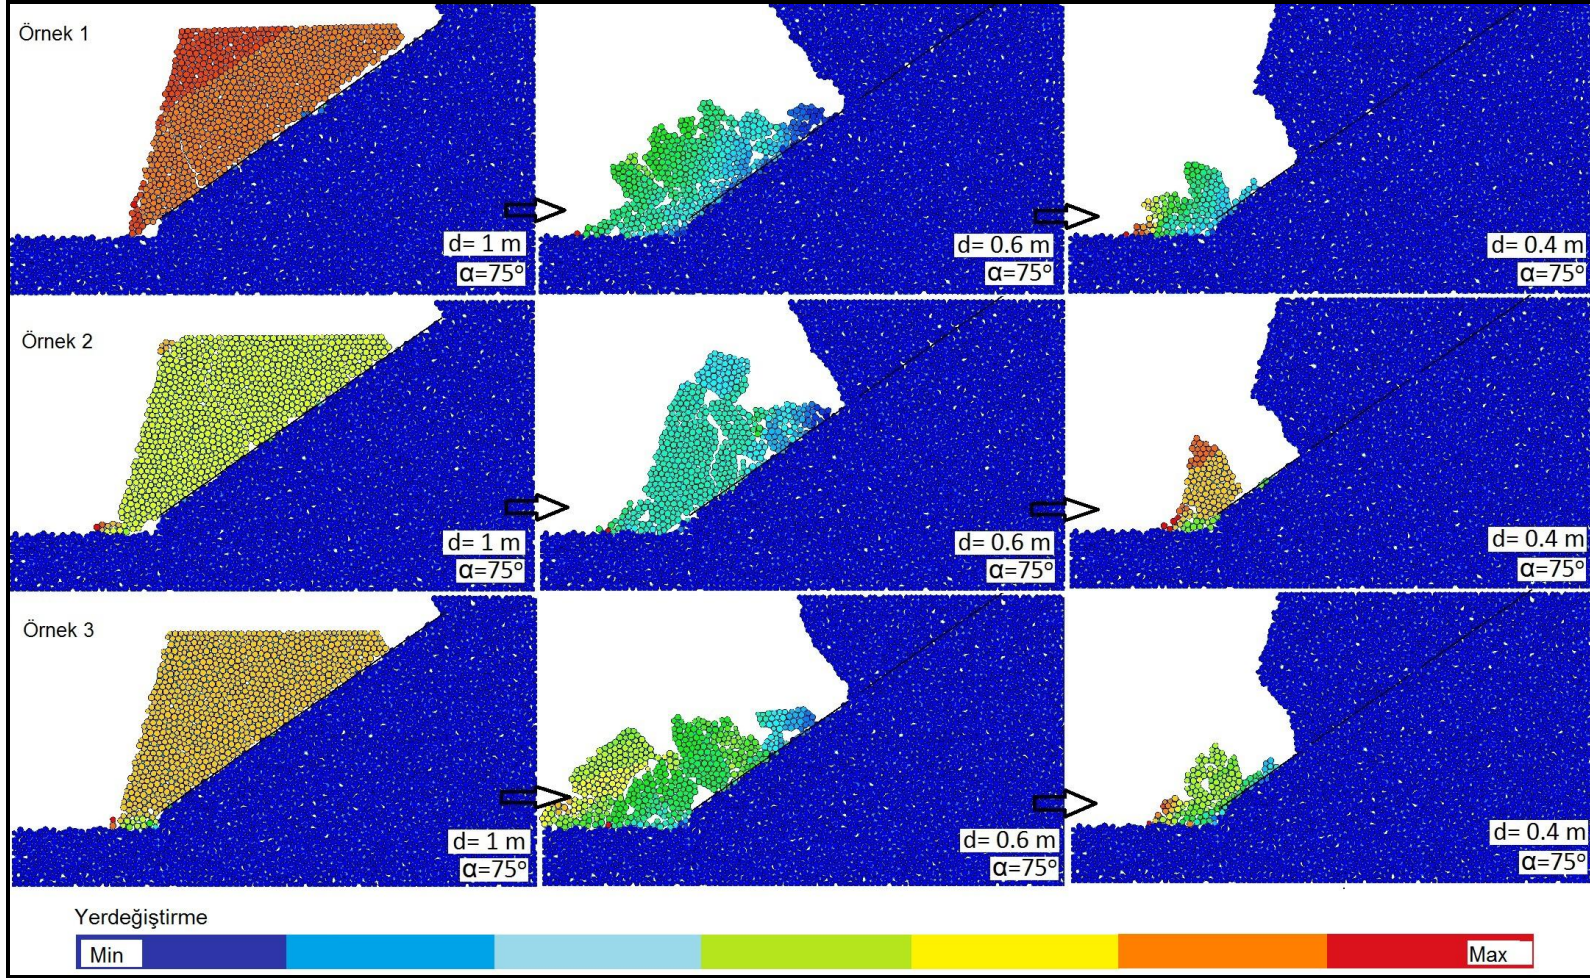 Örnek 1
d= 1 m
α=75°
d= 0.6 m
α=75°
d= 0.4 m
α=75°
Örnek 2
d= 1 m
α=75°
d= 0.6 m
α=75°
d= 0.4 m
α=75°
Örnek 3
d= 1 m
α=75°
d= 0.6 m
α=75°
d= 0.4 m
α=75°
Yerdeğiştirme
Min
Max